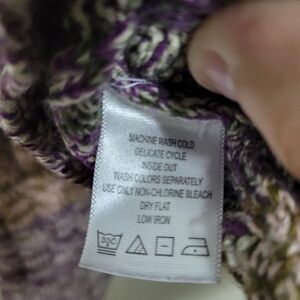 MACHINE WASH COLD
DELICATE CYCLE
INSIDE OUT
WASH COLORS SEPARATELY
USE ONLY NON-CHLORINE BLEACH
DRY FLAT
LOW IRON
30C